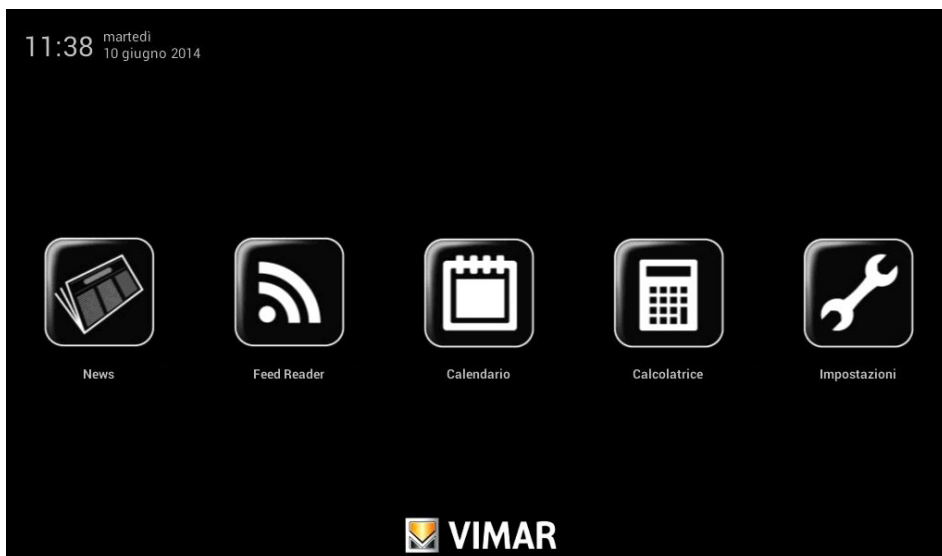 11:38
martedì
10 giugno 2014
News
Feed Reader
Calendario
Calcolatrice
Impostazioni
VIMAR